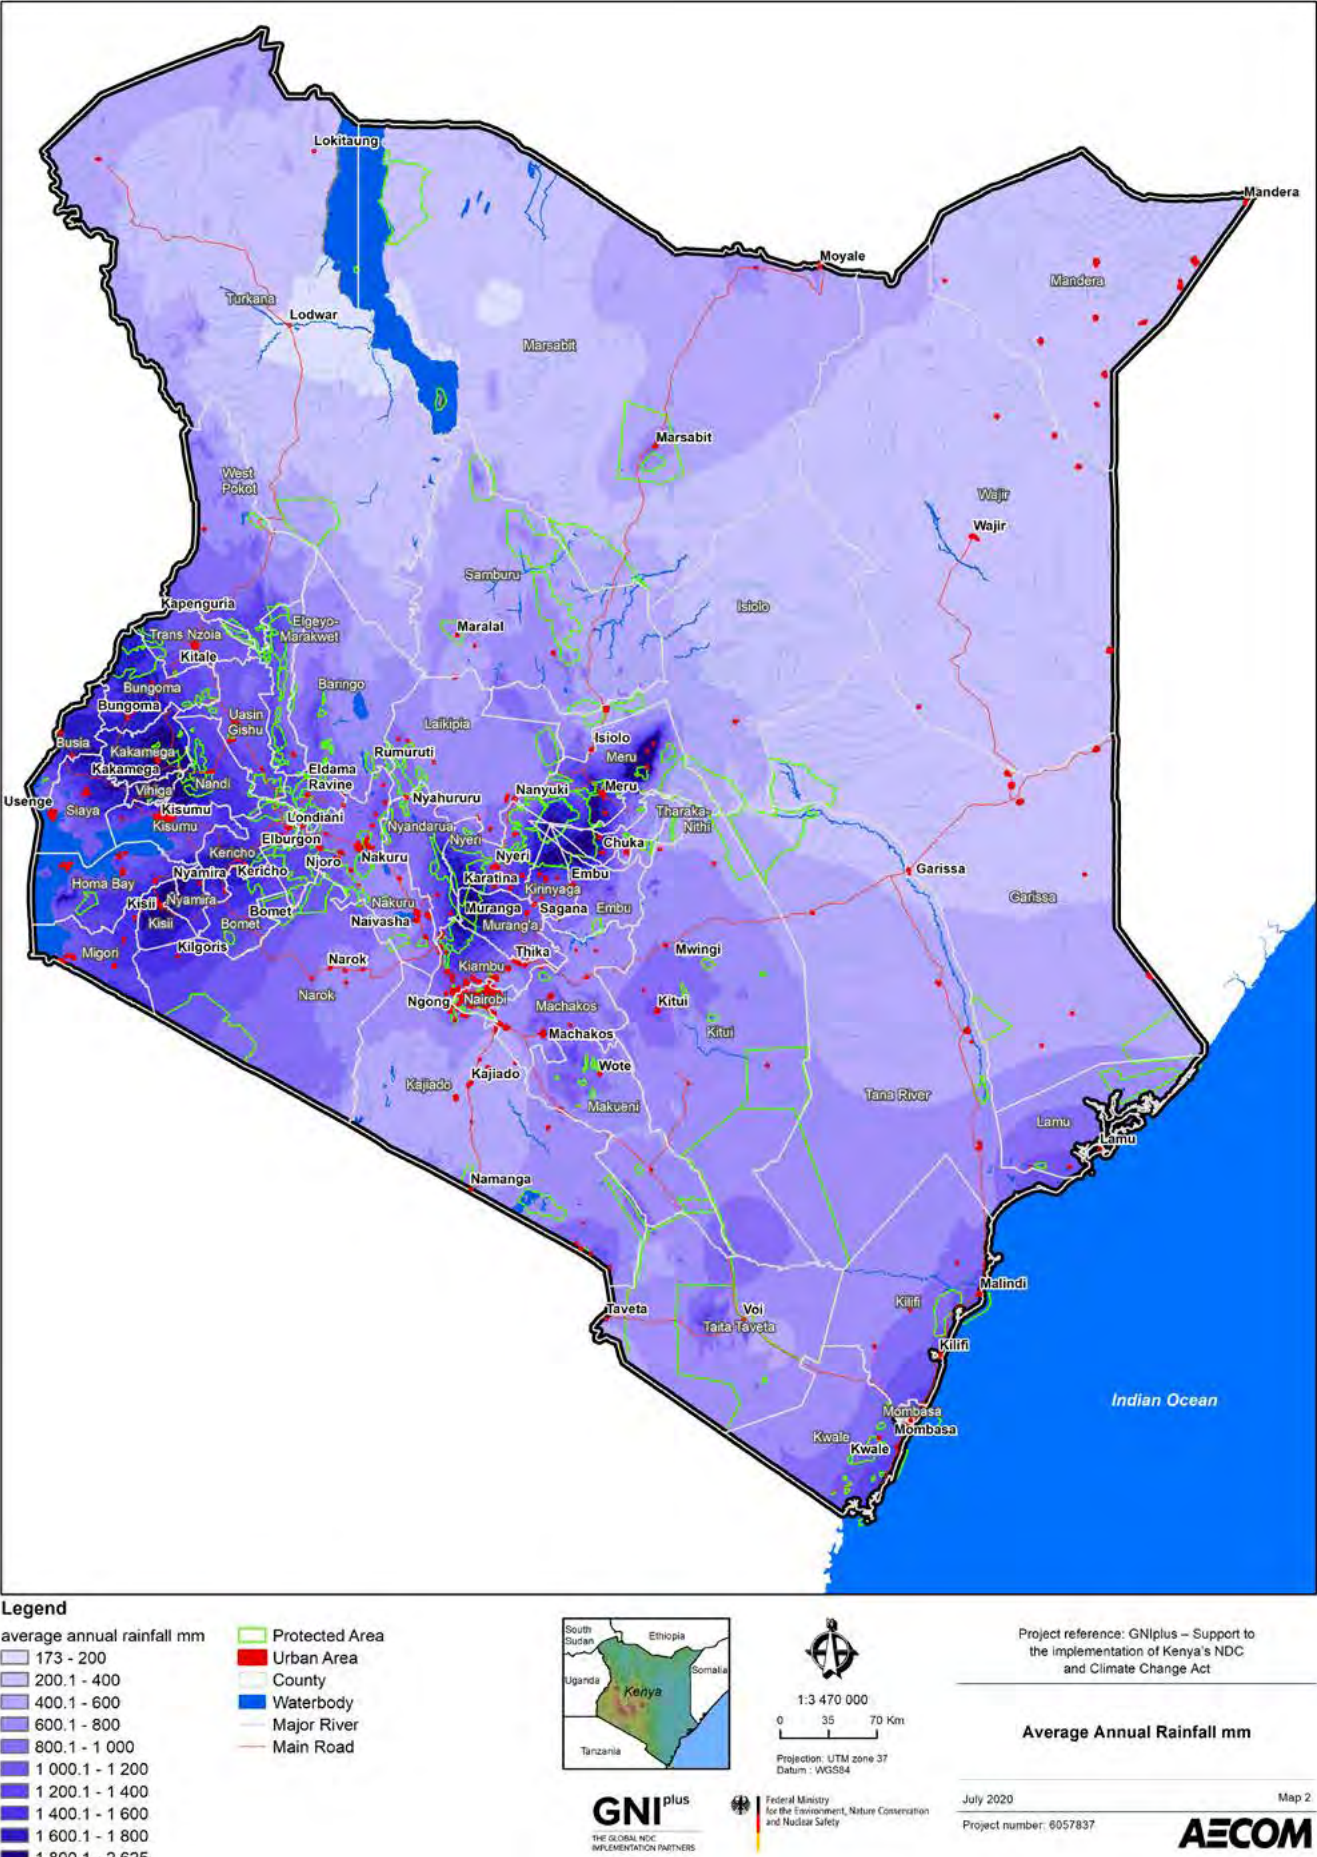 Lokitaung
Mandera
Moyale
Mandera
Turkana
Lodwar
Marsabit
Marsabit
West
Pokot
Wajir
Wajir
Samburu
Isiolo
Kapenguria
Elgeyo-
Marakwet
Trans Nzoia
Maralal
Kitale
Bungoma
Baringo
Bungoma
Uasin
Gishu
Laikipia
Busia
Kakamega
Rumuruti
Isiolo
Meru
Kakamega
Eldama
Ravine
Vihiga
Nandi
Nanyuki
Meru
Usenge
Siaya
Kisumu
Nyahururu
Tharaka-
Nithi
Kisumu
Londiani
Nyandarua
Nyeri
Elburgon
Chuka
Kericho
Nyeri
Njoro
Nakuru
Nyamira
Kericho
Karatina
Embu
Garissa
Homa Bay
Kirinyaga
Kisii
Nyamira
Nakuru
Muranga
Sagana
Embu
Garissa
Kisii
Bomet
Bomet
Naivasha
Murang'a
Migori
Kilgoris
Thika
Mwingi
Narok
Kiambu
Narok
Ngong
Nairobi
Machakos
Kitui
Machakos
Kitui
Wote
Kajiado
Kajiado
Makueni
Tana River
Lamu
Lamu
Namanga
Malindi
Kilifi
Taveta
Voi
Taita Taveta
Kilifi
Indian Ocean
Mombasa
Mombasa
Kwale
Kwale
Legend
average annual rainfall mm
173 - 200
200.1 - 400
400.1 - 600
600.1 - 800
800.1 - 1 000
1 000.1 - 1 200
1 200.1 - 1 400
1 400.1 - 1 600
1 600.1 - 1 800
1 800.1 - 2 625
Protected Area
Urban Area
County
Waterbody
Major River
Main Road
South
Sudan
Ethiopia
Uganda
Kenya
Somalia
Tanzania
1:3 470 000
0 35 70 Km
Projection: UTM zone 37
Datum : WGS84
GNI plus
THE GLOBAL NDC
IMPLEMENTATION PARTNERS
Federal Ministry
for the Environment, Nature Conservation
and Nuclear Safety
Project reference: GNIplus – Support to
the implementation of Kenya's NDC
and Climate Change Act
Average Annual Rainfall mm
July 2020
Map 2
Project number: 6057837
AECOM